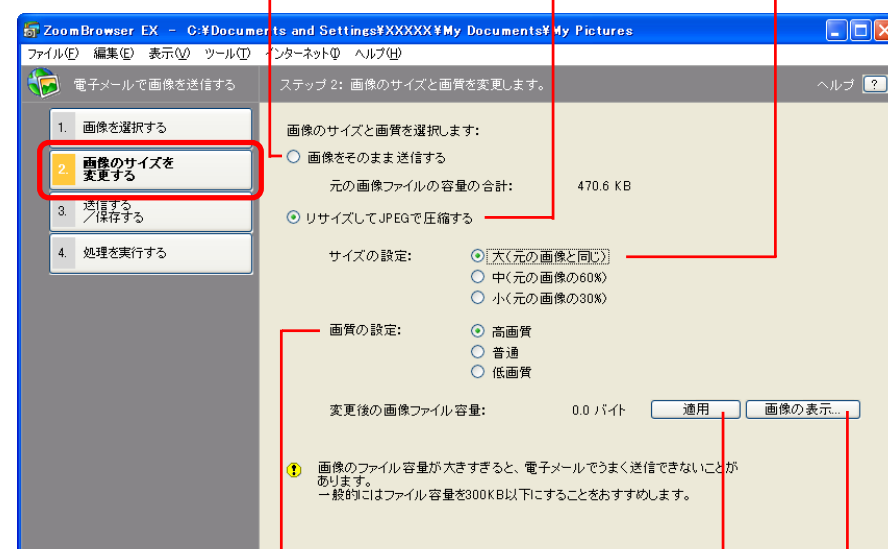 ZoomBrowser EX - C:¥Documents and Settings¥XXXXX¥My Documents¥My Pictures
ファイル(F) 編集(E) 表示(V) ツール(T) インターネット(I) ヘルプ(H)
電子メールで画像を送信する ステップ 2: 画像のサイズと画質を変更します。 ヘルプ ?
1. 画像を選択する
2. 画像のサイズを
変更する
3. 送信する
／保存する
4. 処理を実行する
画像のサイズと画質を選択します:
画像をそのまま送信する
元の画像ファイルの容量の合計: 470.6 KB
リサイズしてJPEGで圧縮する
サイズの設定: 大(元の画像と同じ)
中(元の画像の60%)
小(元の画像の30%)
画質の設定: 高画質
普通
低画質
変更後の画像ファイル容量: 0.0 バイト 適用 画像の表示...
画像のファイル容量が大きすぎると、電子メールでうまく送信できないことが
あります。
一般的にはファイル容量を300KB以下にすることをおすすめします。